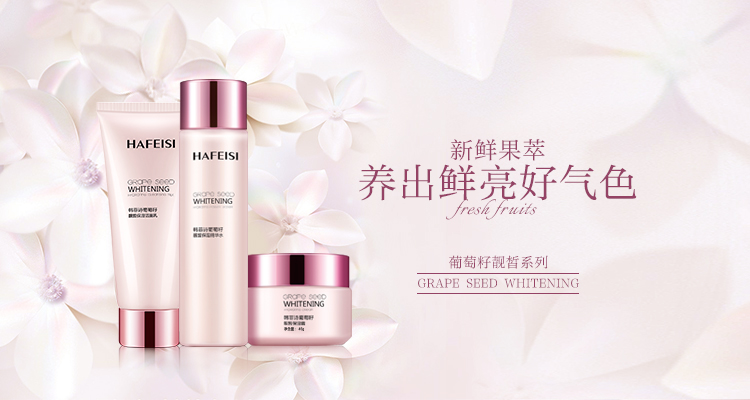 新鲜果萃
养出鲜亮好气色
fresh fruits
葡萄籽靓皙系列
GRAPE SEED WHITENING
HAFEISI
GRAPE SEED
WHITENING
HAFEISI
GRAPE SEED
WHITENING
GRAPE SEED
WHITENING